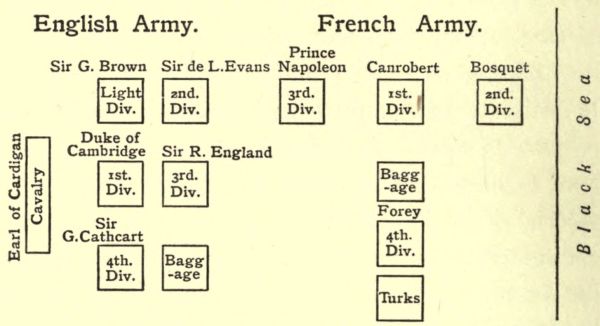 English Army.
French Army.
Sir G. Brown
Light
Div.
Sir de L.Evans
2nd.
Div.
Prince
Napoleon
3rd.
Div.
Canrobert
1st.
Div.
Bosquet
2nd.
Div.
Black Sea
Earl of Cardigan
Cavalry
Duke of
Cambridge
1st.
Div.
Sir R. England
3rd.
Div.
Bagg
-age
Sir
G.Cathcart
4th.
Div.
Bagg
-age
Forey
4th.
Div.
Turks